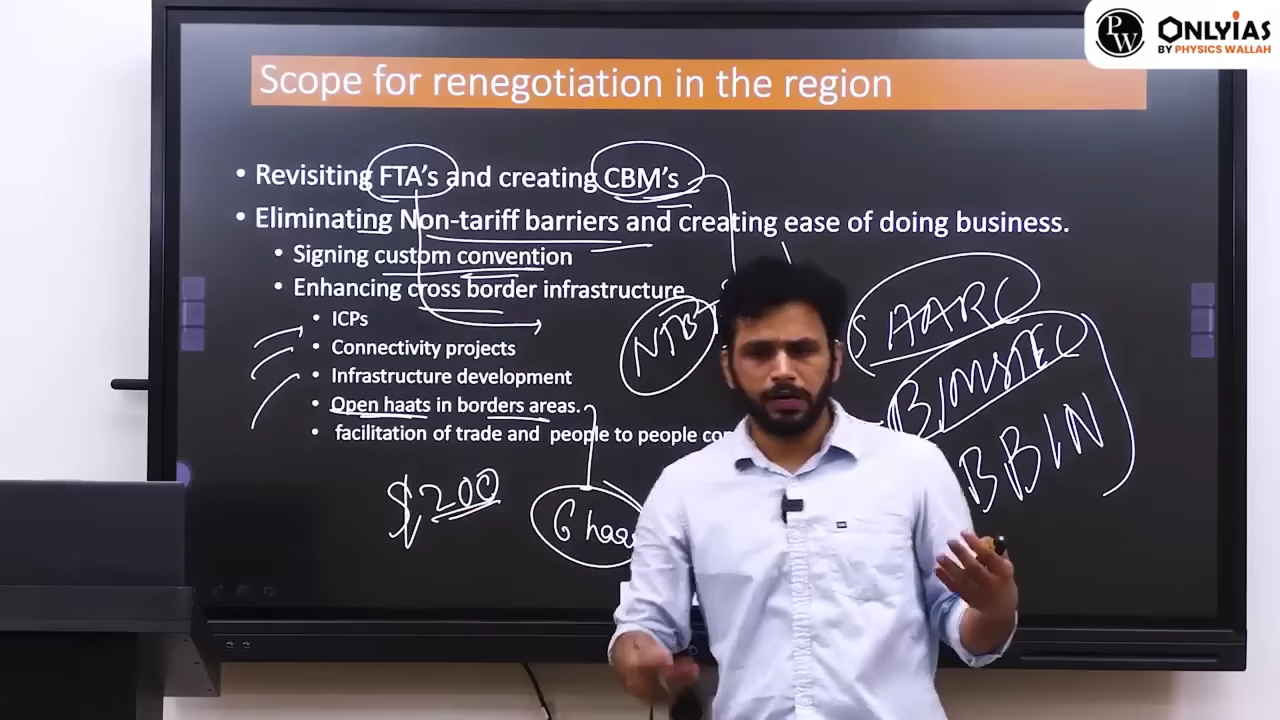 PW ONLYIAS
BY PHYSICS WALLAH
Scope for renegotiation in the region
• Revisiting FTA's and creating CBM's
• Eliminating Non-tariff barriers and creating ease of doing business.
• Signing custom convention
• Enhancing cross border infrastructure
• ICPs
• Connectivity projects
• Infrastructure development
• Open haats in borders areas.
• facilitation of trade and people to people
NTB
SAARC
BIMSTEC
BBIN
$200